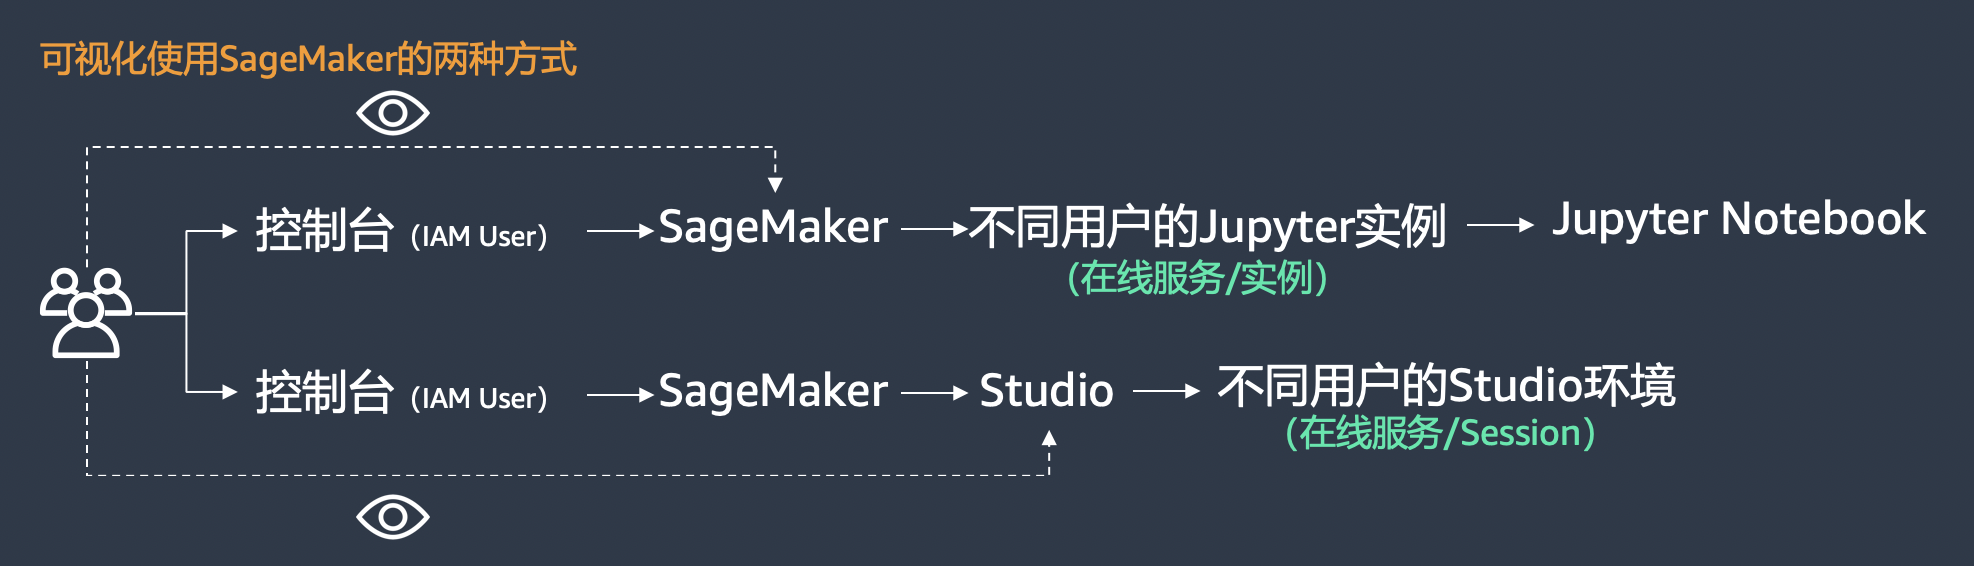 可视化使用SageMaker的两种方式
控制台（IAM User） SageMaker 不同用户的Jupyter实例 Jupyter Notebook
（在线服务/实例）
控制台（IAM User） SageMaker Studio 不同用户的Studio环境
（在线服务/Session）